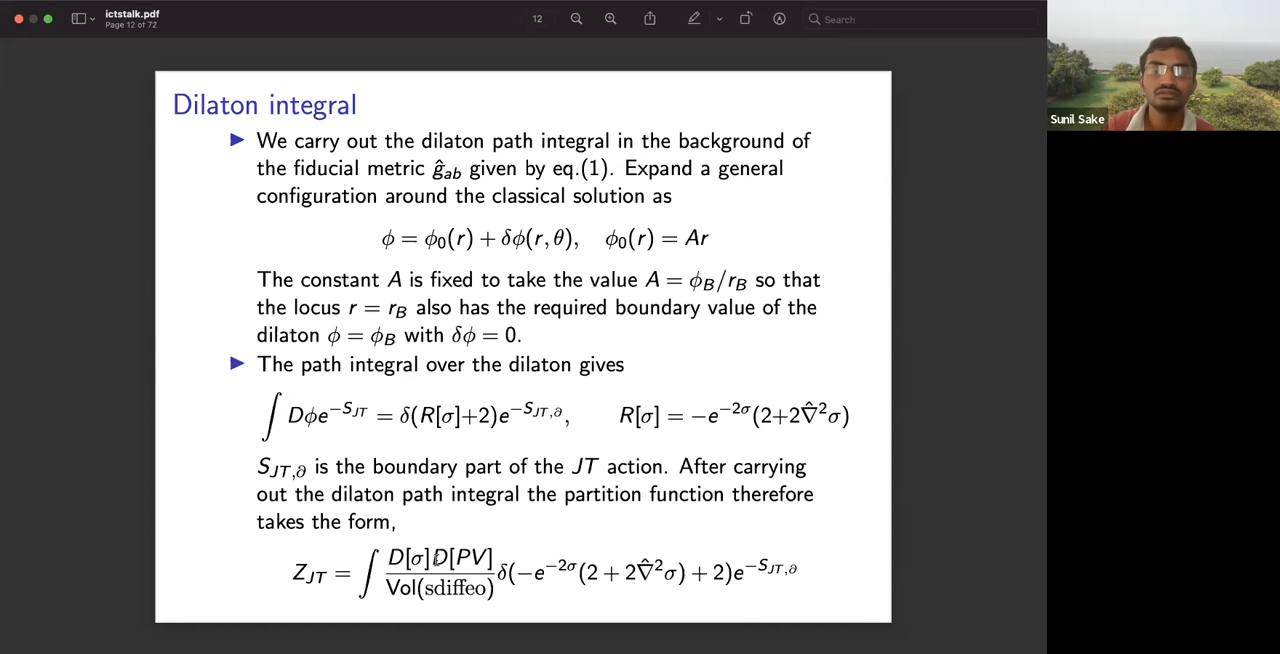 ictstalk.pdf
Page 12 of 72
12
Search
Sunil Sake
Dilaton integral
We carry out the dilaton path integral in the background of
the fiducial metric ĝ_ab given by eq.(1). Expand a general
configuration around the classical solution as
ϕ = ϕ₀(r) + δϕ(r, θ), ϕ₀(r) = Ar
The constant A is fixed to take the value A = ϕ_B/r_B so that
the locus r = r_B also has the required boundary value of the
dilaton ϕ = ϕ_B with δϕ = 0.
The path integral over the dilaton gives
∫ Dϕe^{−S_{JT}} = δ(R[σ]+2)e^{−S_{JT,∂}}, R[σ] = −e^{−2σ}(2+2∇̂²σ)
S_{JT,∂} is the boundary part of the JT action. After carrying
out the dilaton path integral the partition function therefore
takes the form,
Z_{JT} = ∫ D[σ]D[PV] / Vol(sdiffeo) δ(−e^{−2σ}(2 + 2∇̂²σ) + 2)e^{−S_{JT,∂}}